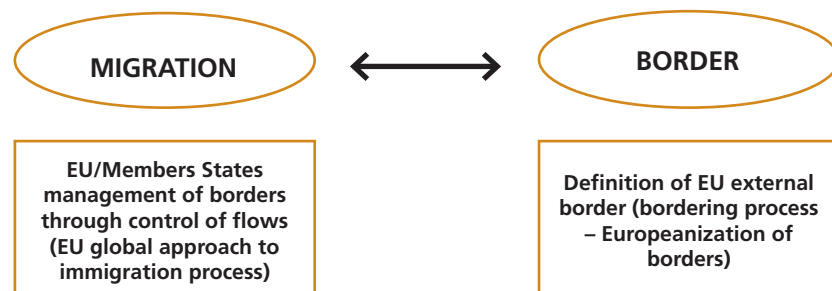 MIGRATION
BORDER
EU/Members States
management of borders
through control of flows
(EU global approach to
immigration process)
Definition of EU external
border (bordering process
– Europeanization of
borders)